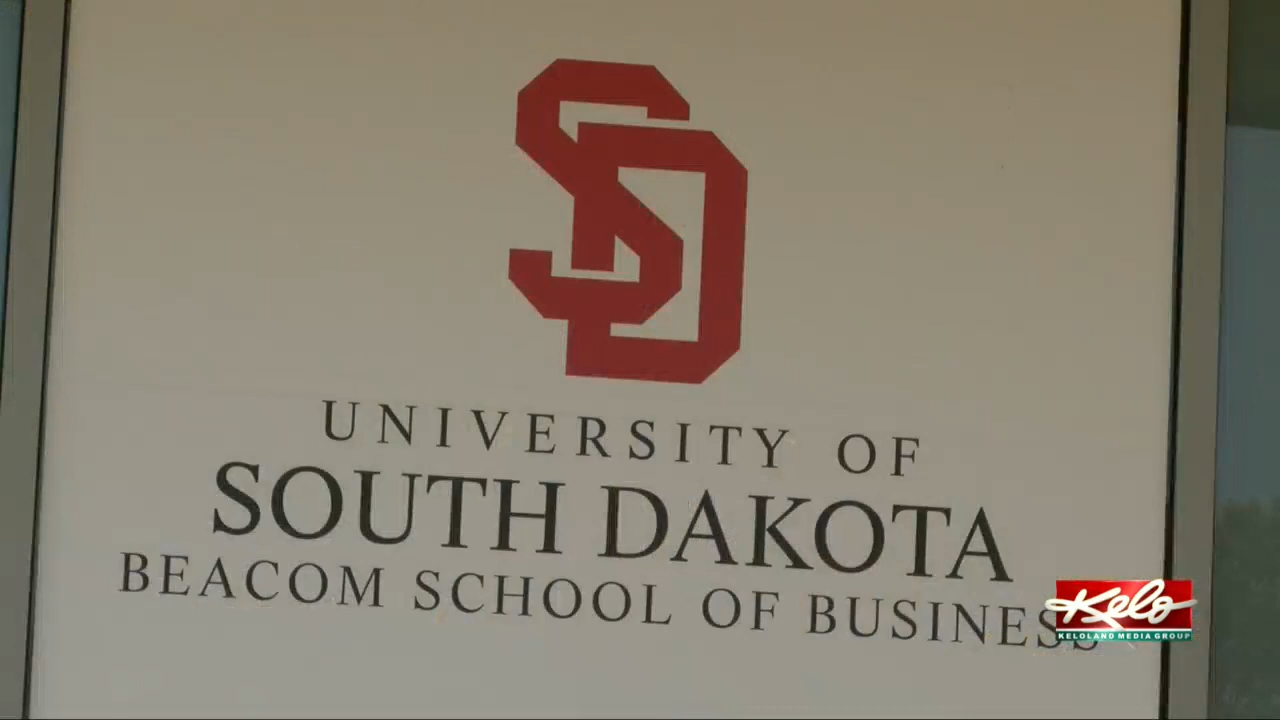 SD
UNIVERSITY OF
SOUTH DAKOTA
BEACOM SCHOOL OF BUSINESS
Kelo
KELOLAND MEDIA GROUP